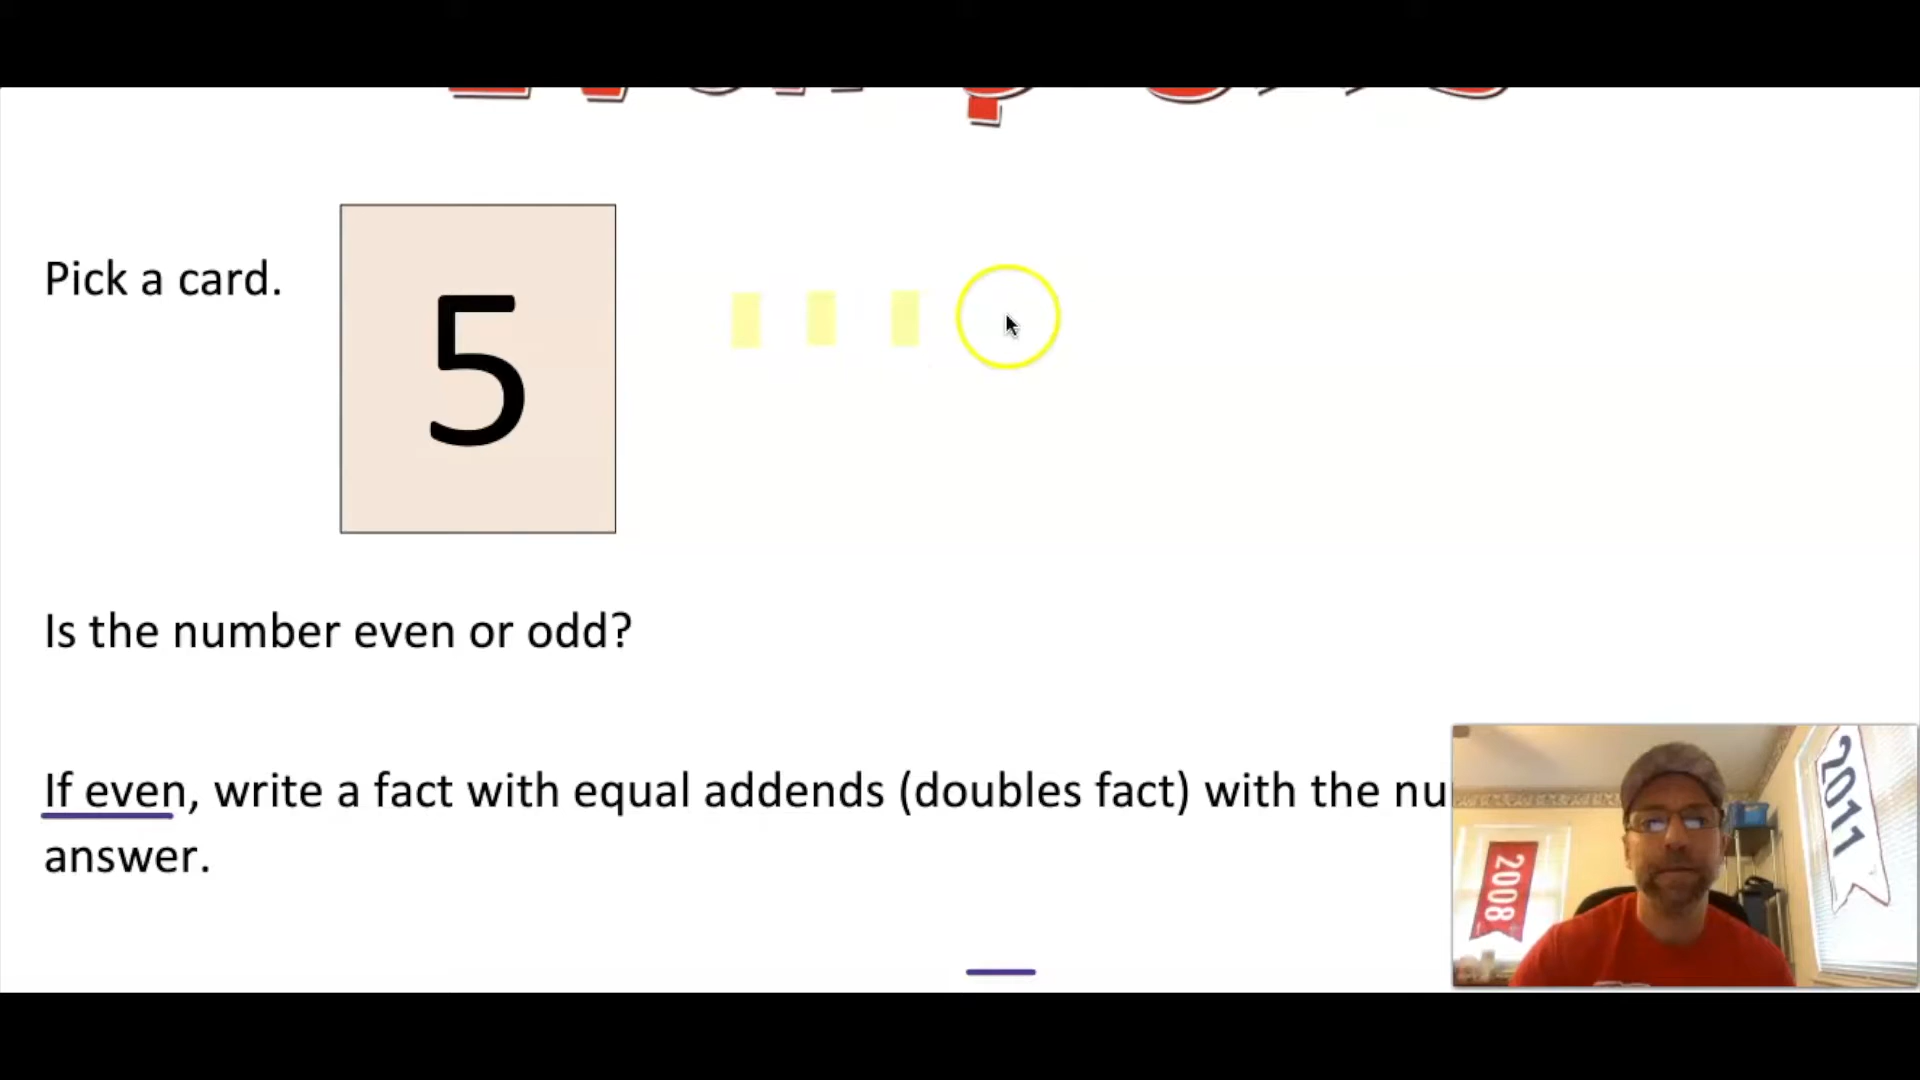 Pick a card.
5
Is the number even or odd?
If even, write a fact with equal addends (doubles fact) with the
answer.
2011
2008